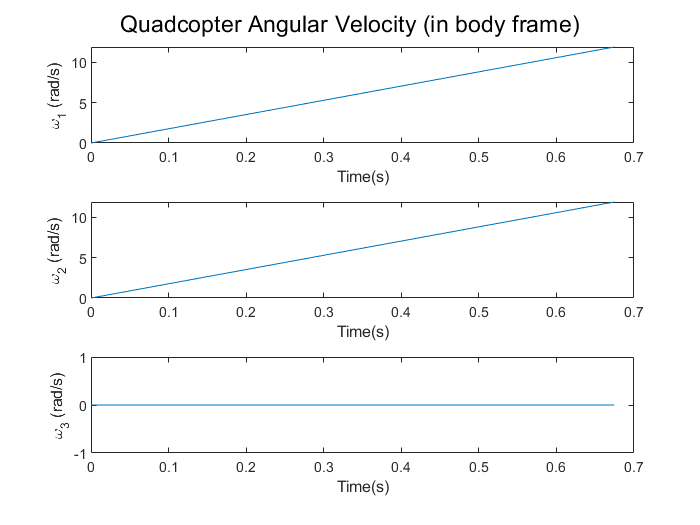 Quadcopter Angular Velocity (in body frame)
10
5
0
ω1 (rad/s)
0 0.1 0.2 0.3 0.4 0.5 0.6 0.7
Time(s)
10
5
0
ω2 (rad/s)
0 0.1 0.2 0.3 0.4 0.5 0.6 0.7
Time(s)
1
0
-1
ω3 (rad/s)
0 0.1 0.2 0.3 0.4 0.5 0.6 0.7
Time(s)